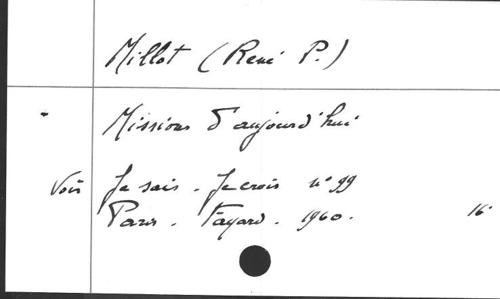 Millot (René P.)
Missions d'aujourd'hui
Voir Je sais. Je crois n° 99
Paris. Fayard. 1960. 16°